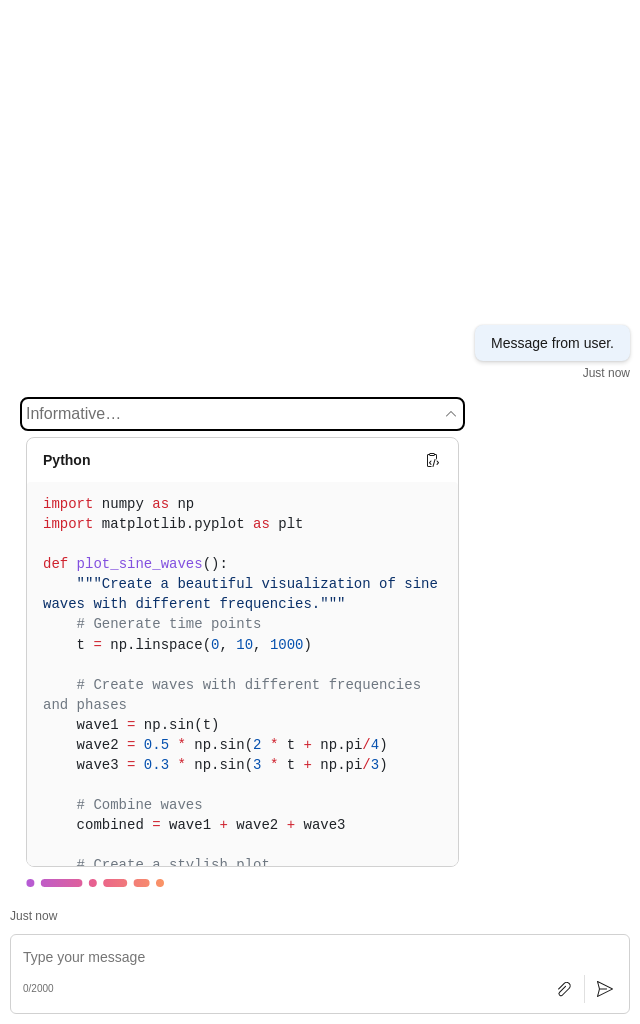 Message from user.
Just now
Informative…
Python
import numpy as np
import matplotlib.pyplot as plt
def plot_sine_waves():
"""Create a beautiful visualization of sine
waves with different frequencies."""
# Generate time points
t = np.linspace(0, 10, 1000)
# Create waves with different frequencies
and phases
wave1 = np.sin(t)
wave2 = 0.5 * np.sin(2 * t + np.pi/4)
wave3 = 0.3 * np.sin(3 * t + np.pi/3)
# Combine waves
combined = wave1 + wave2 + wave3
# Create a stylish plot
Just now
Type your message
0/2000